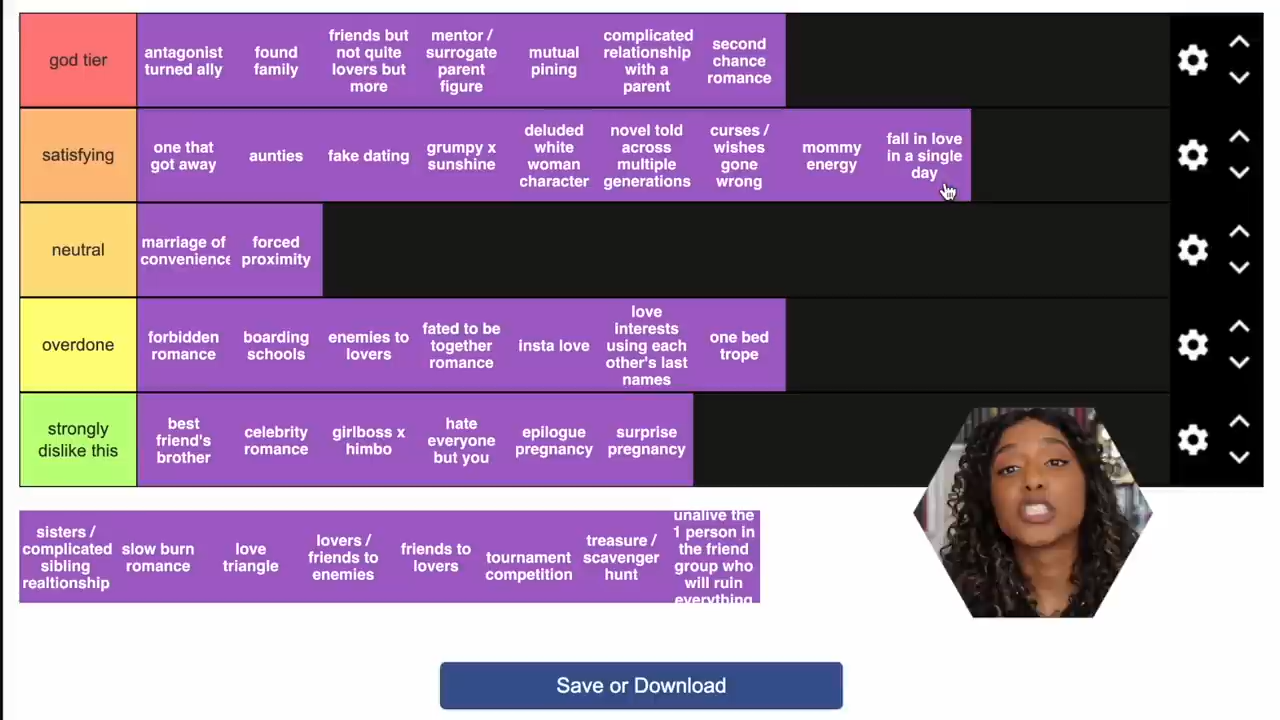 god tier
antagonist
turned ally
found
family
friends but
not quite
lovers but
more
mentor /
surrogate
parent
figure
mutual
pining
complicated
relationship
with a
parent
second
chance
romance
satisfying
one that
got away
aunties
fake dating
grumpy x
sunshine
deluded
white
woman
character
novel told
across
multiple
generations
curses /
wishes
gone
wrong
mommy
energy
fall in love
in a single
day
neutral
marriage of
convenience
forced
proximity
overdone
forbidden
romance
boarding
schools
enemies to
lovers
fated to be
together
romance
insta love
love
interests
using each
other's last
names
one bed
trope
strongly
dislike this
best
friend's
brother
celebrity
romance
girlboss x
himbo
hate
everyone
but you
epilogue
pregnancy
surprise
pregnancy
sisters /
complicated
sibling
realtionship
slow burn
romance
love
triangle
lovers /
friends to
enemies
friends to
lovers
tournament
competition
treasure /
scavenger
hunt
unalive the
1 person in
the friend
group who
will ruin
everything
Save or Download